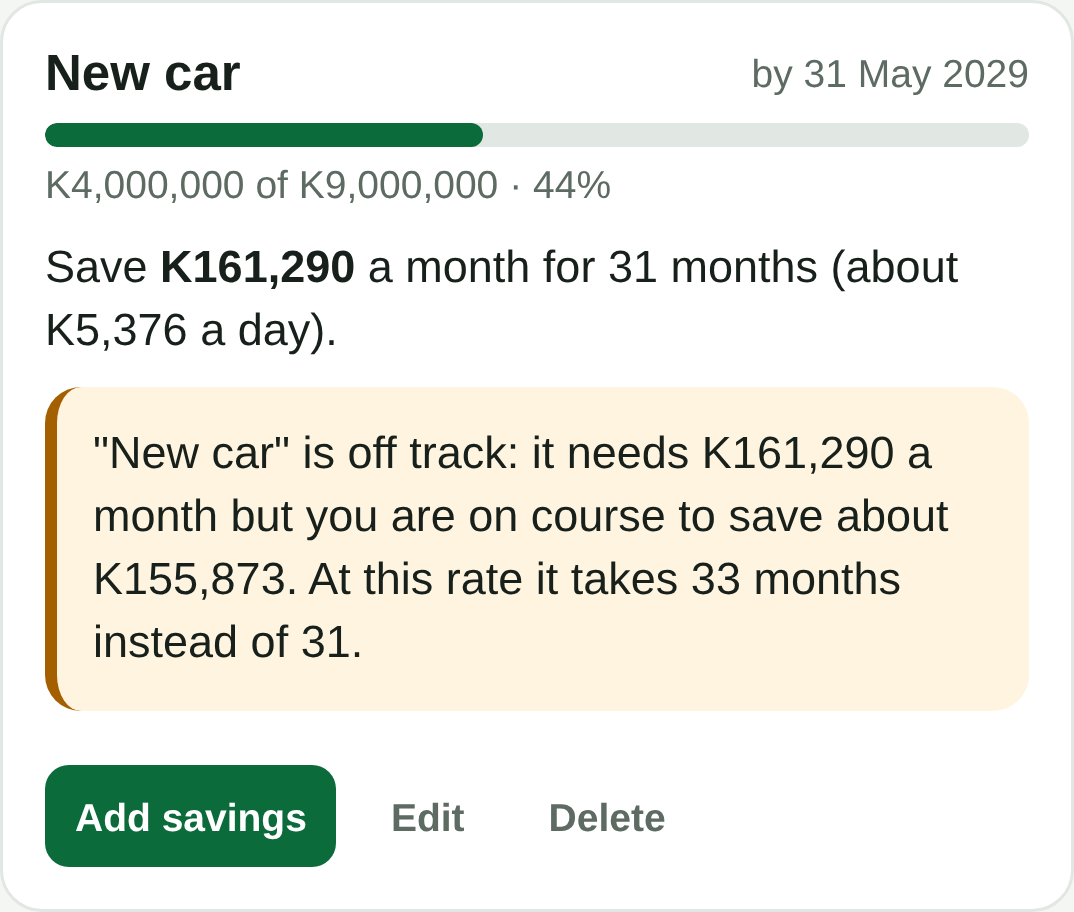 New car
by 31 May 2029
K4,000,000 of K9,000,000 · 44%
Save K161,290 a month for 31 months (about
K5,376 a day).
"New car" is off track: it needs K161,290 a
month but you are on course to save about
K155,873. At this rate it takes 33 months
instead of 31.
Add savings
Edit
Delete